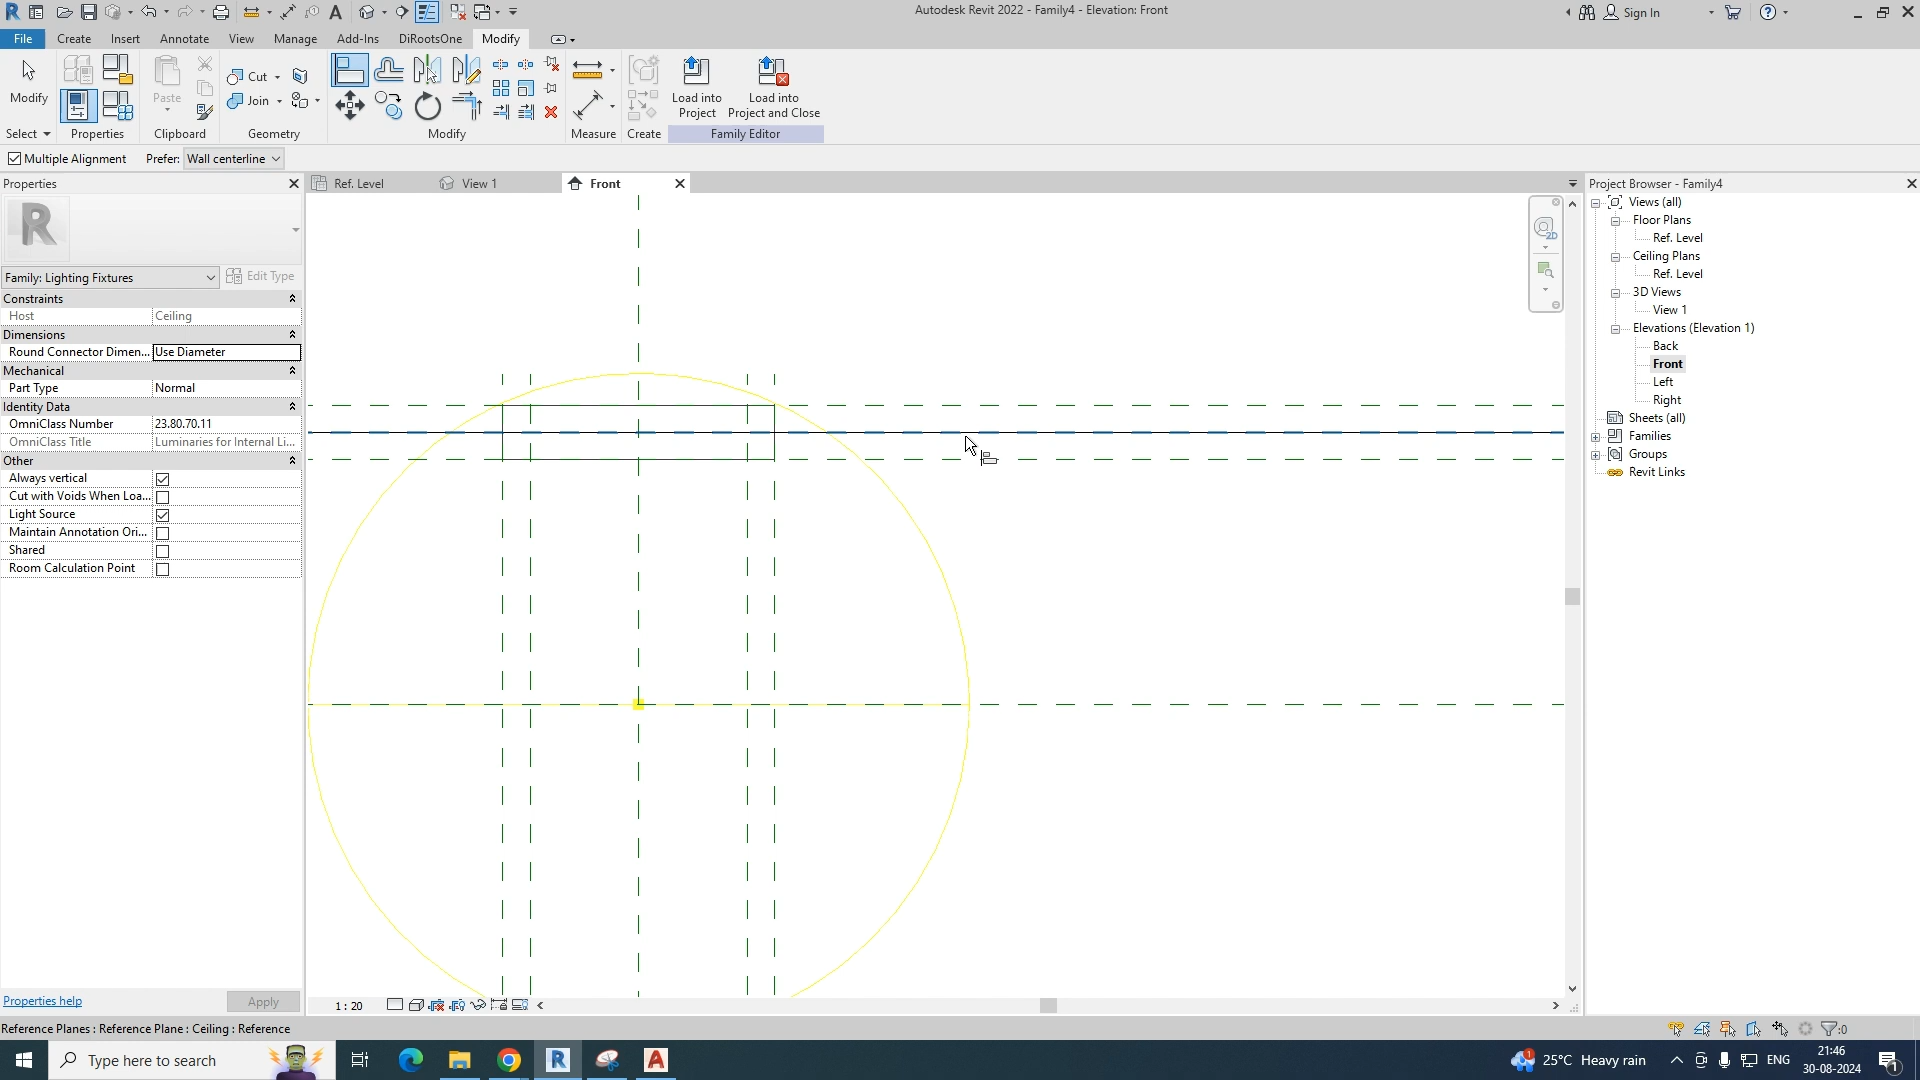 Autodesk Revit 2022 - Family4 - Elevation: Front
Sign In
File Create Insert Annotate View Manage Add-Ins DiRootsOne Modify
Modify
Paste
Cut
Join
Load into Project
Load into Project and Close
Select Properties Clipboard Geometry Modify Measure Create Family Editor
Multiple Alignment Prefer: Wall centerline
Properties
Ref. Level View 1 Front
Project Browser - Family4
Family: Lighting Fixtures
Edit Type
Constraints
Host Ceiling
Dimensions
Round Connector Dimen... Use Diameter
Mechanical
Part Type Normal
Identity Data
OmniClass Number 23.80.70.11
OmniClass Title Luminaries for Internal Li...
Other
Always vertical
Cut with Voids When Loa...
Light Source
Maintain Annotation Ori...
Shared
Room Calculation Point
Properties help
Apply
2D
Views (all)
Floor Plans
Ref. Level
Ceiling Plans
Ref. Level
3D Views
View 1
Elevations (Elevation 1)
Back
Front
Left
Right
Sheets (all)
Families
Groups
Revit Links
1 : 20
Reference Planes : Reference Plane : Ceiling : Reference
:0
Type here to search
25°C Heavy rain
ENG
21:46
30-08-2024